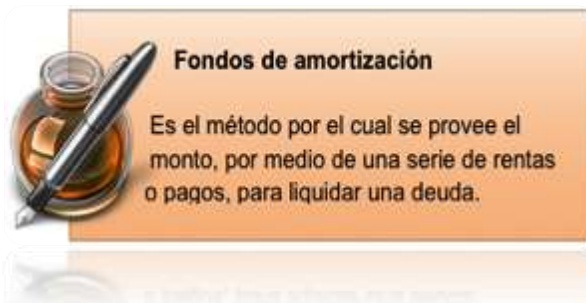 Fondos de amortización
Es el método por el cual se provee el
monto, por medio de una serie de rentas
o pagos, para liquidar una deuda.